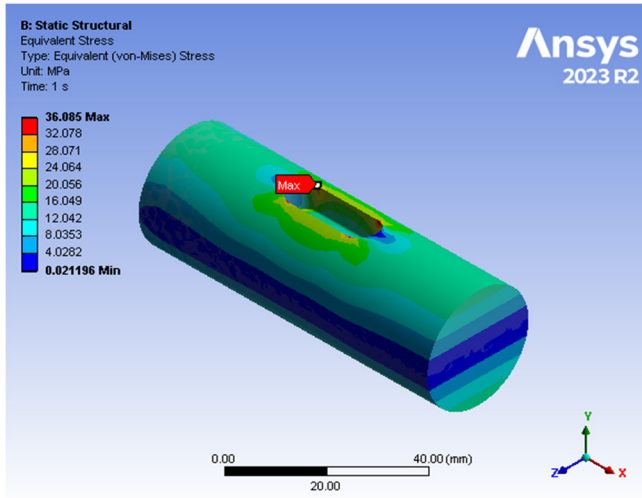 B: Static Structural
Equivalent Stress
Type: Equivalent (von-Mises) Stress
Unit: MPa
Time: 1 s
Ansys
2023 R2
36.085 Max
32.078
28.071
24.064
20.056
16.049
12.042
8.0353
4.0282
0.021196 Min
Max
0.00
40.00 (mm)
20.00
Y
Z
X